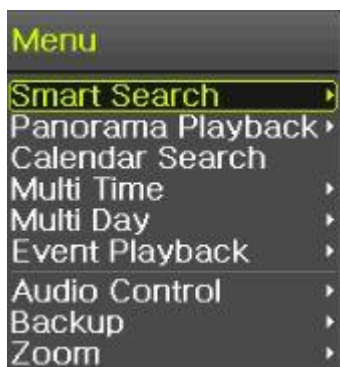 Menu
Smart Search
Panorama Playback
Calendar Search
Multi Time
Multi Day
Event Playback
Audio Control
Backup
Zoom